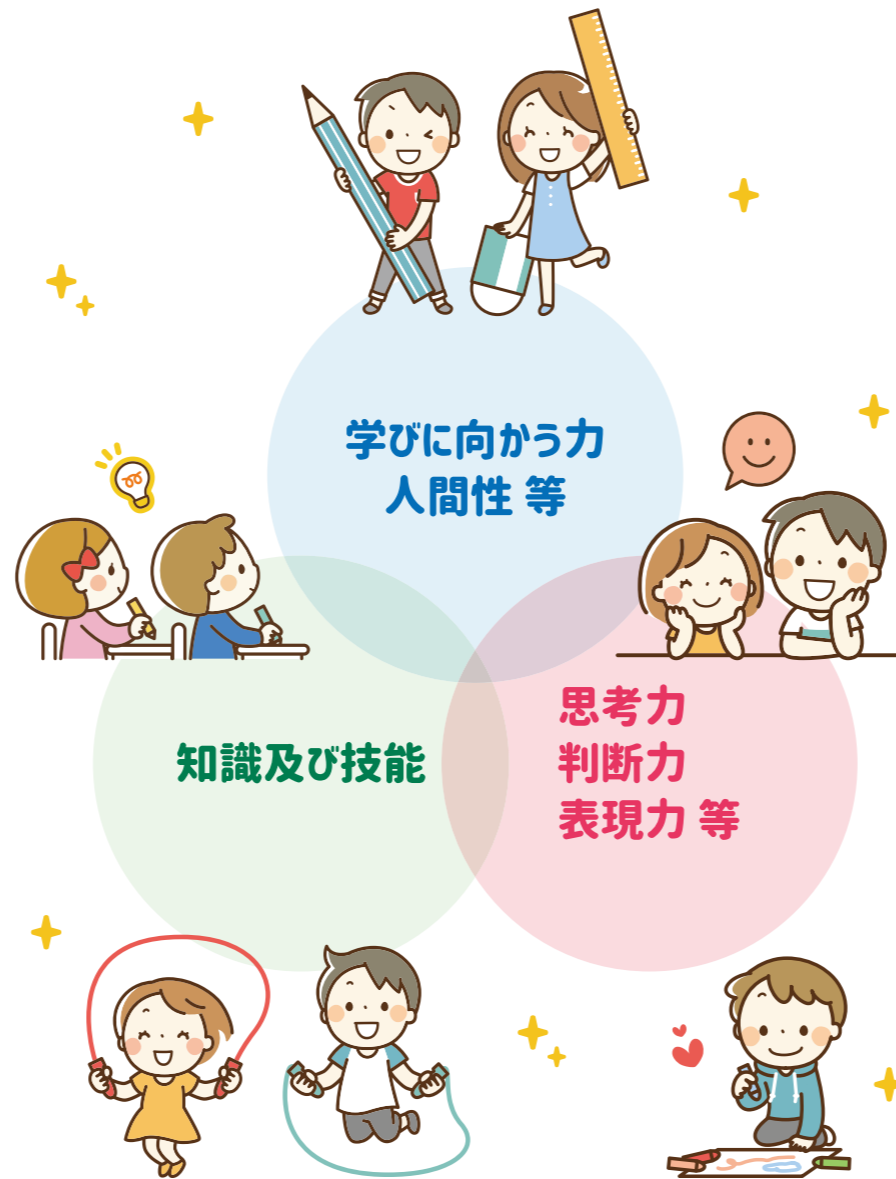 学びに向かう力
人間性 等
知識及び技能
思考力
判断力
表現力 等